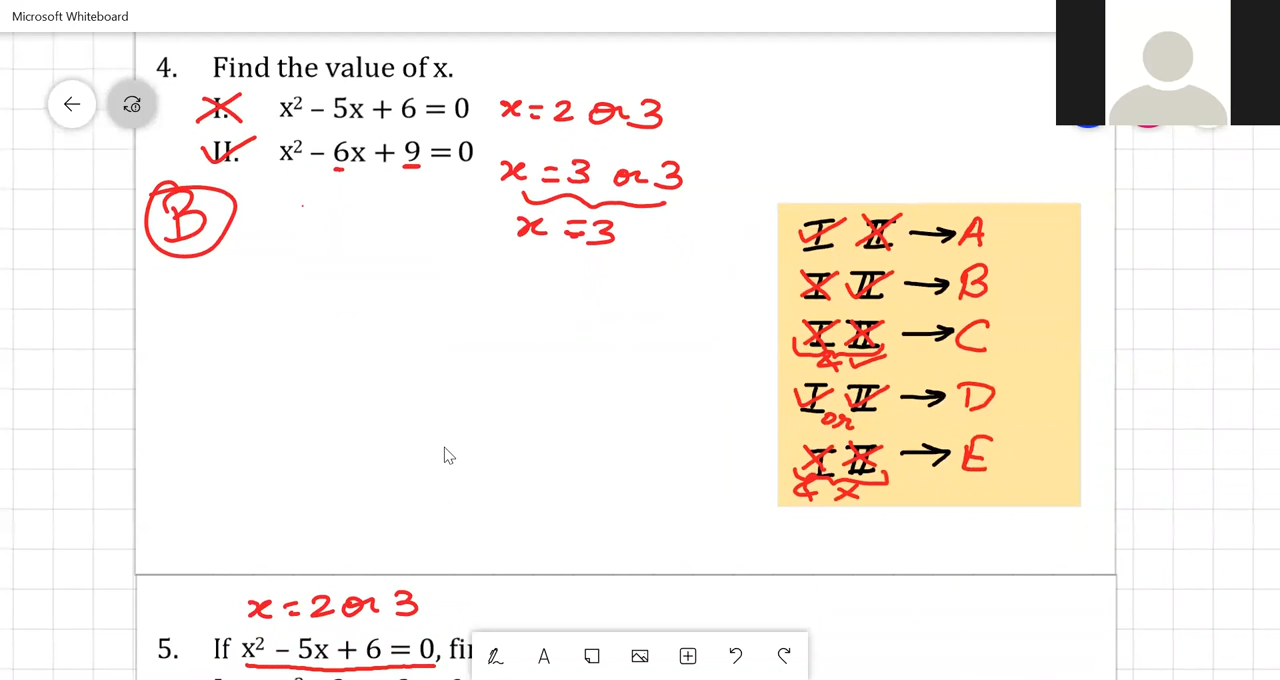 Microsoft Whiteboard
4. Find the value of x.
I. x² – 5x + 6 = 0 x = 2 or 3
II. x² – 6x + 9 = 0 x = 3 or 3
B x = 3
I II → A
I II → B
I II → C
&
I II → D
or
I II → E
&
x = 2 or 3
5. If x² – 5x + 6 = 0,
A